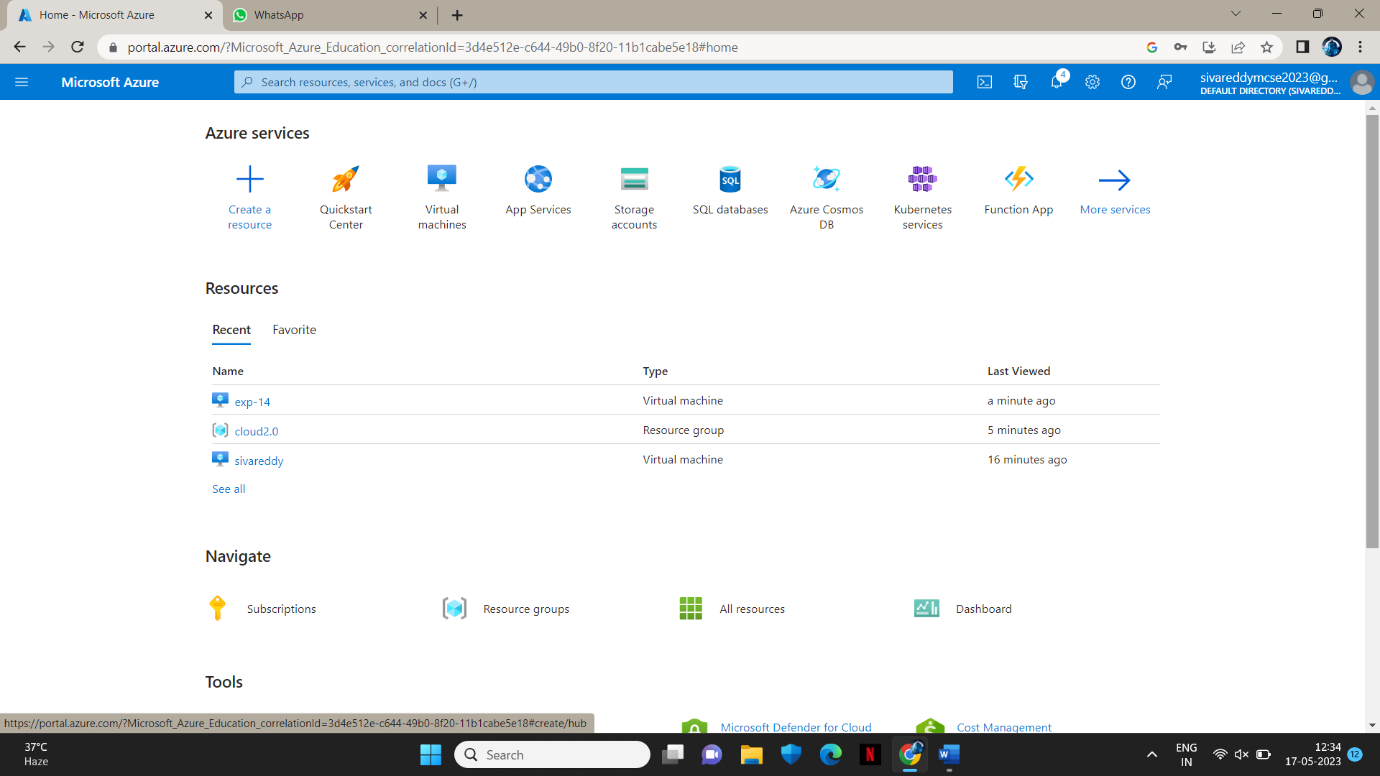 Home - Microsoft Azure
WhatsApp
portal.azure.com/?Microsoft_Azure_Education_correlationId=3d4e512e-c644-49b0-8f20-11b1cabe5e18#home
Microsoft Azure
Search resources, services, and docs (G+/)
4
sivareddymcse2023@g...
DEFAULT DIRECTORY (SIVAREDD...
Azure services
Create a
resource
Quickstart
Center
Virtual
machines
App Services
Storage
accounts
SQL
SQL databases
Azure Cosmos
DB
Kubernetes
services
Function App
More services
Resources
Recent Favorite
Name Type Last Viewed
exp-14 Virtual machine a minute ago
cloud2.0 Resource group 5 minutes ago
sivareddy Virtual machine 16 minutes ago
See all
Navigate
Subscriptions Resource groups All resources Dashboard
Tools
Microsoft Defender for Cloud Cost Management
https://portal.azure.com/?Microsoft_Azure_Education_correlationId=3d4e512e-c644-49b0-8f20-11b1cabe5e18#create/hub
37°C
Haze
Search
ENG
IN
12:34
17-05-2023
12